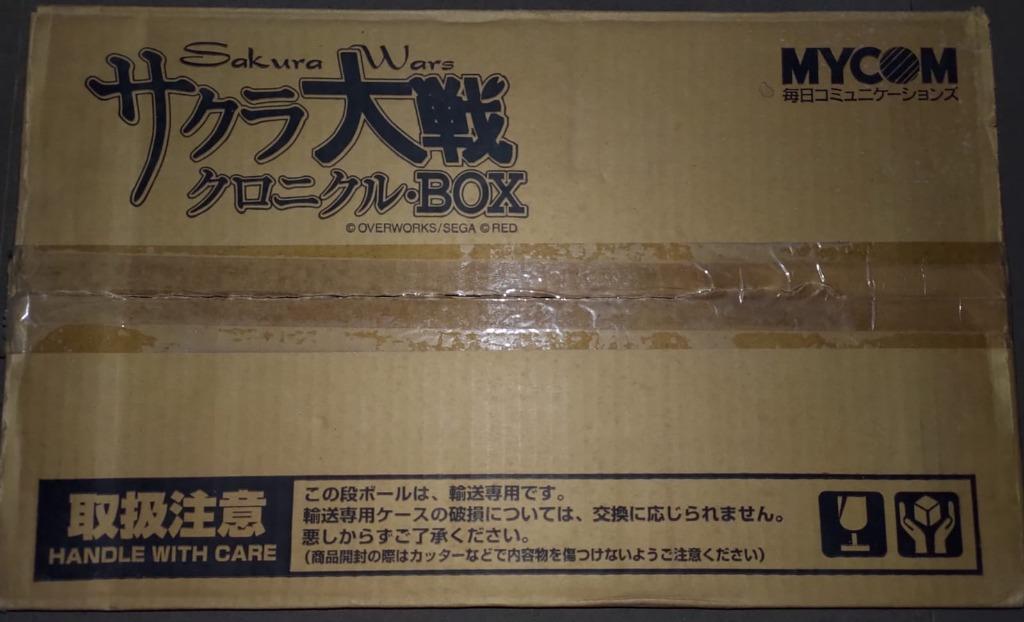 Sakura Wars
サクラ大戦
クロニクル・BOX
© OVERWORKS/SEGA © RED
MYCOM
毎日コミュニケーションズ
取扱注意
HANDLE WITH CARE
この段ボールは、輸送専用です。
輸送専用ケースの破損については、交換に応じられません。
悪しからずご了承ください。
(商品開封の際はカッターなどで内容物を傷つけないようご注意ください)